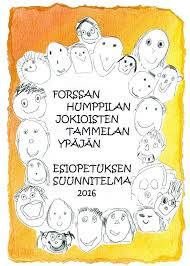 FORSSAN
HUMPPILAN
JOKIOISTEN
TAMMELAN
YPÄJÄN
ESIOPETUKSEN
SUUNNITELMA
2016